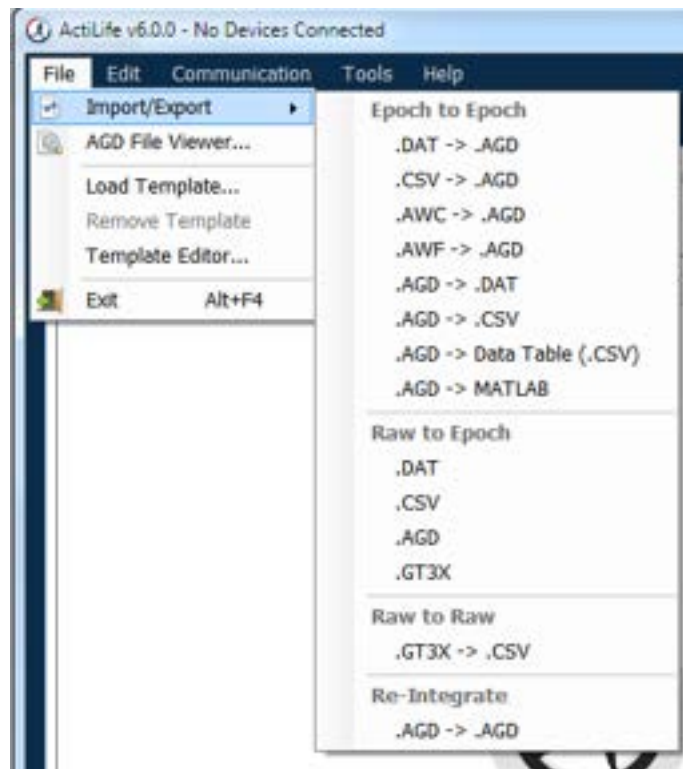 ActiLife v6.0.0 - No Devices Connected
File Edit Communication Tools Help
Import/Export
AGD File Viewer...
Load Template...
Remove Template
Template Editor...
Exit Alt+F4
Epoch to Epoch
.DAT -> .AGD
.CSV -> .AGD
.AWC -> .AGD
.AWF -> .AGD
.AGD -> .DAT
.AGD -> .CSV
.AGD -> Data Table (.CSV)
.AGD -> MATLAB
Raw to Epoch
.DAT
.CSV
.AGD
.GT3X
Raw to Raw
.GT3X -> .CSV
Re-Integrate
.AGD -> .AGD